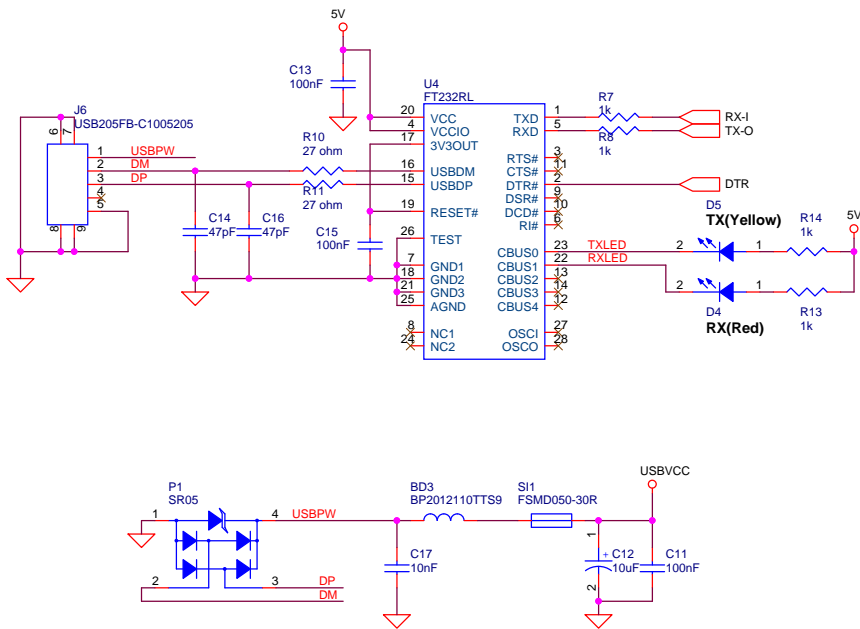 5V
C13
100nF
U4
FT232RL
J6
USB205FB-C1005205
6
7
1
USBPW
2
DM
3
DP
4
5
8
9
R10
27 ohm
R11
27 ohm
C14
47pF
C16
47pF
C15
100nF
20
VCC
4
VCCIO
17
3V3OUT
16
USBDM
15
USBDP
19
RESET#
26
TEST
7
GND1
18
GND2
21
GND3
25
AGND
8
NC1
24
NC2
TXD
1
RXD
5
RTS#
3
CTS#
11
DTR#
2
DSR#
9
DCD#
10
RI#
6
CBUS0
23
TXLED
CBUS1
22
RXLED
CBUS2
13
CBUS3
14
CBUS4
12
OSCI
27
OSCO
28
R7
1k
R8
1k
RX-I
TX-O
DTR
D5
TX(Yellow)
2
1
R14
1k
5V
2
1
D4
RX(Red)
R13
1k
P1
SR05
1
4
USBPW
2
3
DP
DM
BD3
BP2012110TTS9
SI1
FSMD050-30R
USBVCC
C17
10nF
1
+
C12
10uF
2
C11
100nF